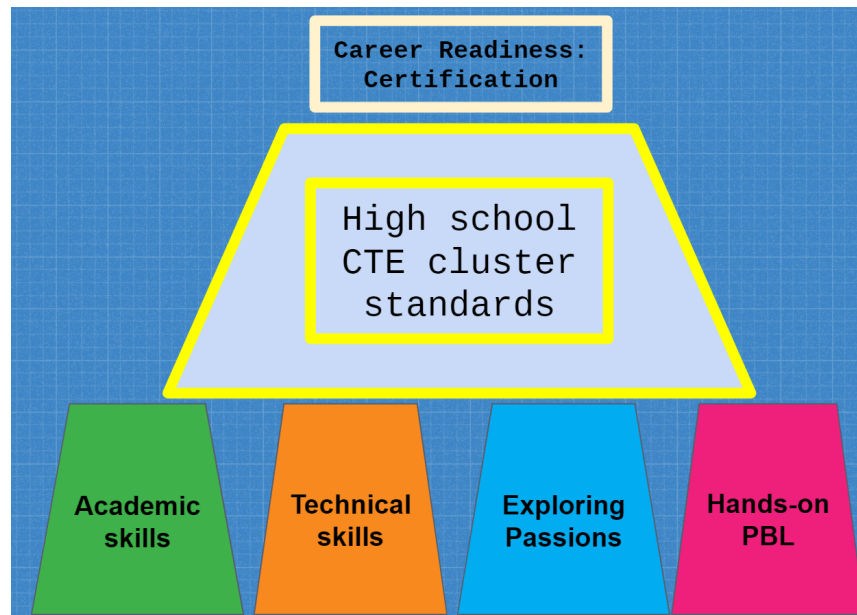 Career Readiness:
Certification
High school
CTE cluster
standards
Academic
skills
Technical
skills
Exploring
Passions
Hands-on
PBL